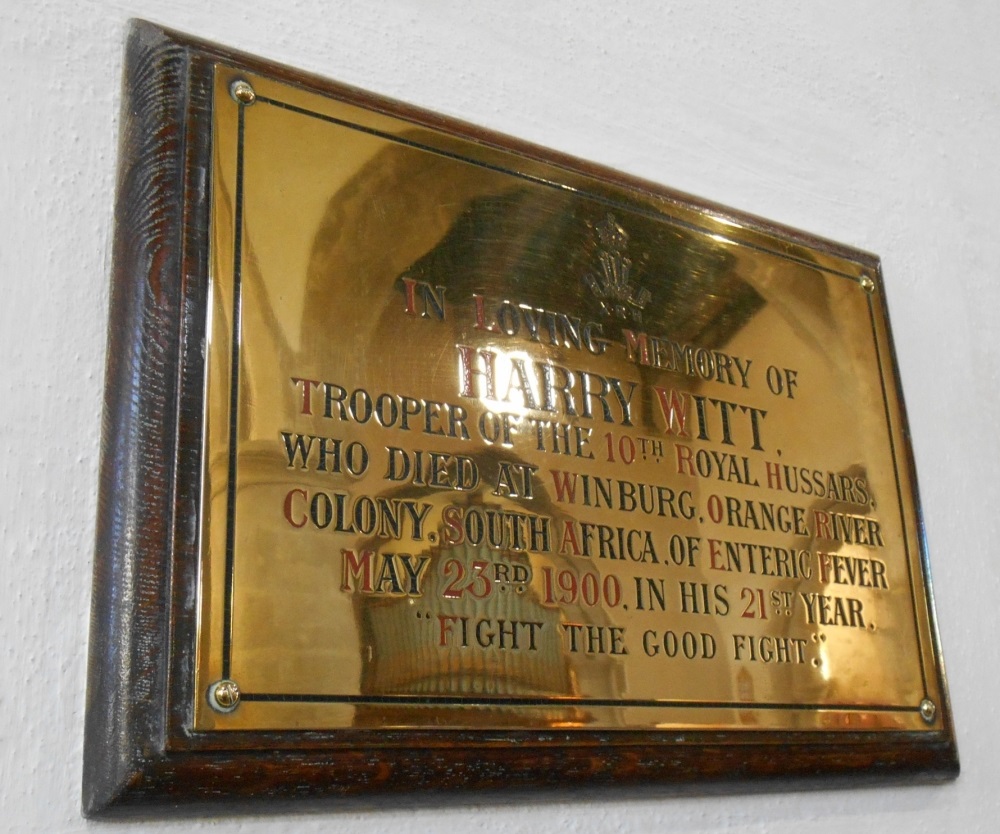 IN LOVING MEMORY OF
HARRY WITT.
TROOPER OF THE 10TH ROYAL HUSSARS,
WHO DIED AT WINBURG, ORANGE RIVER
COLONY, SOUTH AFRICA, OF ENTERIC FEVER
MAY 23RD 1900, IN HIS 21ST YEAR.
"FIGHT THE GOOD FIGHT".